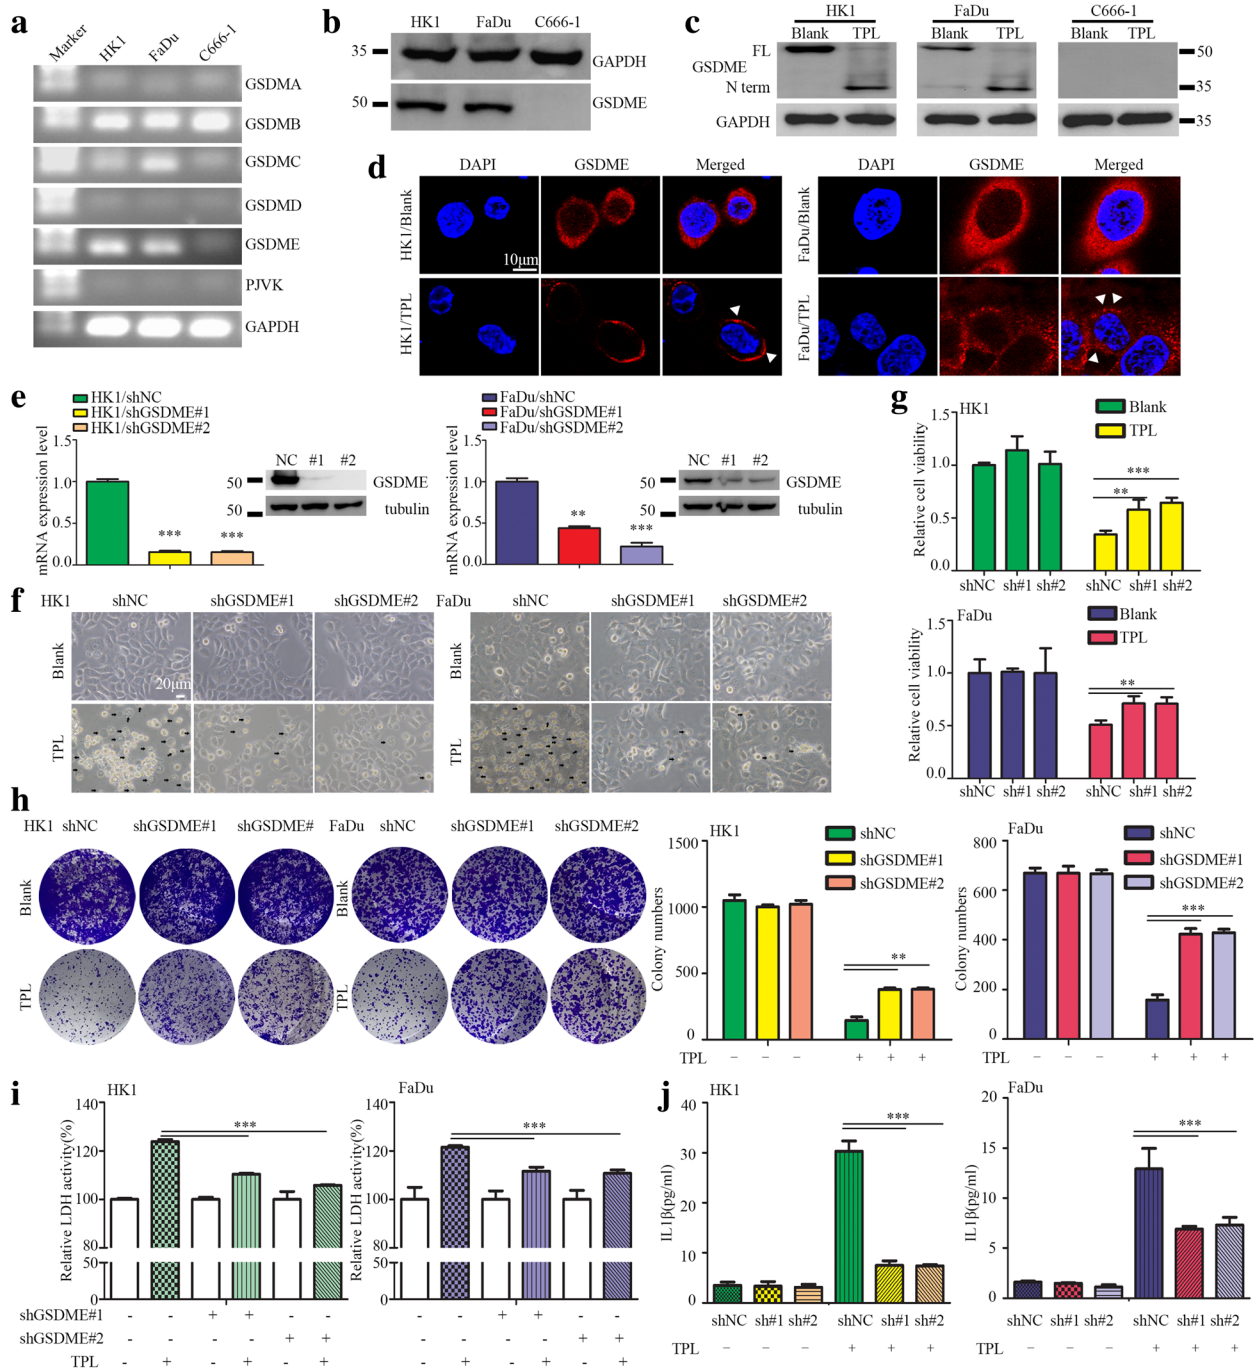 a
Marker HK1 FaDu C666-1
GSDMA
GSDMB
GSDMC
GSDMD
GSDME
PJVK
GAPDH
b
HK1 FaDu C666-1
35 GAPDH
50 GSDME
c
HK1 FaDu C666-1
Blank TPL Blank TPL Blank TPL
FL 50
GSDME
N term 35
GAPDH 35
d
DAPI GSDME Merged DAPI GSDME Merged
HK1/Blank
10μm
FaDu/Blank
HK1/TPL
FaDu/TPL
e
HK1/shNC
HK1/shGSDME#1
HK1/shGSDME#2
mRNA expression level
1.5
1.0
0.5
0.0
*** ***
NC #1 #2
50 GSDME
50 tubulin
FaDu/shNC
FaDu/shGSDME#1
FaDu/shGSDME#2
mRNA expression level
1.5
1.0
0.5
0.0
** ***
NC #1 #2
50 GSDME
50 tubulin
f
HK1 shNC shGSDME#1 shGSDME#2 FaDu shNC shGSDME#1 shGSDME#2
Blank Blank
20μm
TPL TPL
g
HK1
Blank
TPL
Relative cell viability
1.5
1.0
0.5
0.0
***
**
shNC sh#1 sh#2 shNC sh#1 sh#2
FaDu
Blank
TPL
Relative cell viability
1.5
1.0
0.5
0.0
**
shNC sh#1 sh#2 shNC sh#1 sh#2
h
HK1 shNC shGSDME#1 shGSDME# FaDu shNC shGSDME#1 shGSDME#2
Blank Blank
TPL TPL
HK1
shNC
shGSDME#1
shGSDME#2
Colony numbers
1500
1000
500
0
**
TPL − − − + + +
FaDu
shNC
shGSDME#1
shGSDME#2
Colony numbers
800
600
400
200
0
***
TPL − − − + + +
i
HK1
Relative LDH activity(%)
140
120
100
80
50
0
***
FaDu
Relative LDH activity(%)
140
120
100
80
50
0
***
shGSDME#1 - - + + - - - - + + - -
shGSDME#2 - - - - + + - - - - + +
TPL - + - + - + - + - + - +
j
HK1
IL1β(pg/ml)
40
30
20
10
0
***
shNC sh#1 sh#2 shNC sh#1 sh#2
TPL − − − + + +
FaDu
IL1β(pg/ml)
20
15
10
5
0
***
shNC sh#1 sh#2 shNC sh#1 sh#2
TPL − − − + + +